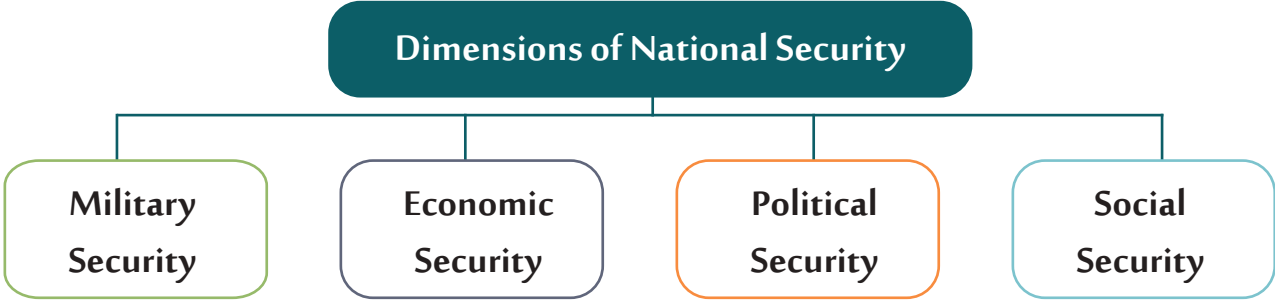 Dimensions of National Security
Military
Security
Economic
Security
Political
Security
Social
Security